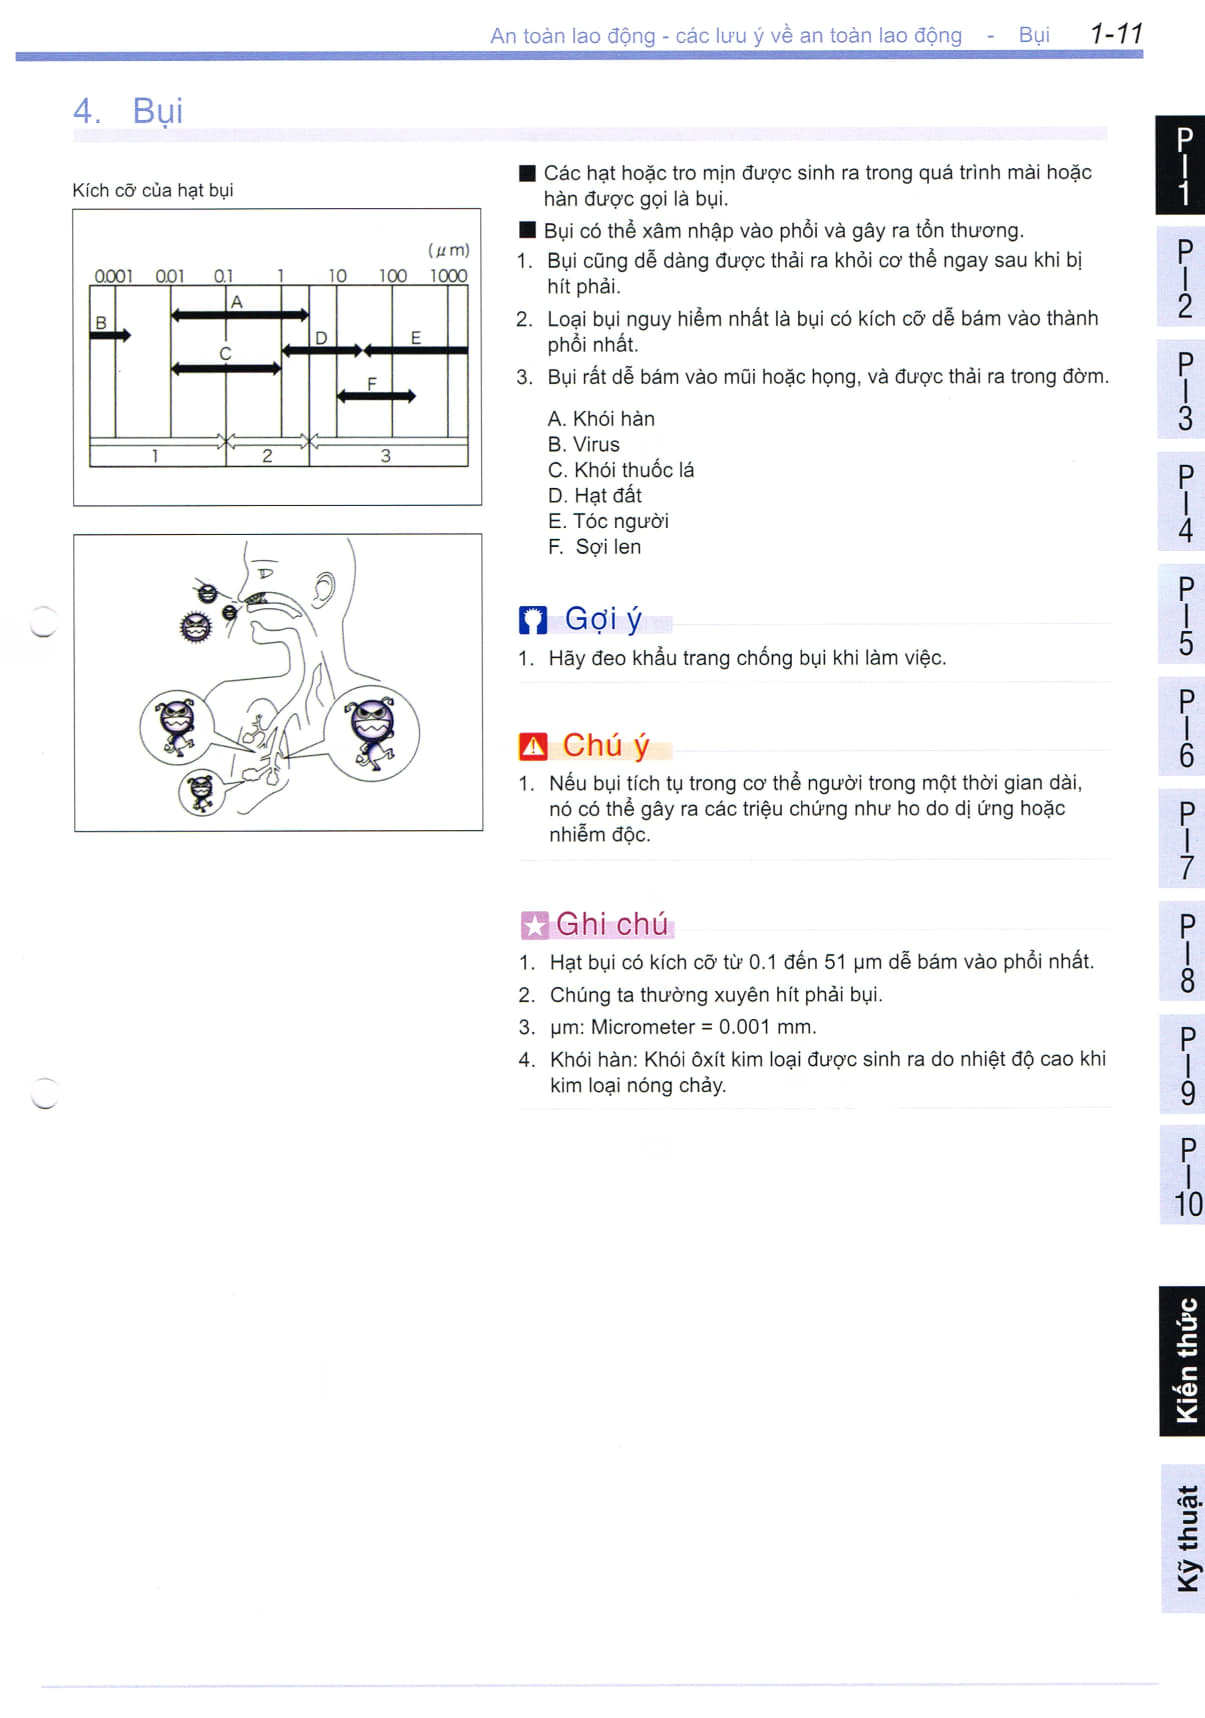 An toàn lao động - các lưu ý về an toàn lao động - Bụi 1-11
4. Bụi
Kích cỡ của hạt bụi
(μm)
0.001 0.01 0.1 1 10 100 1000
A
B
D E
C
F
1 2 3
■ Các hạt hoặc tro mịn được sinh ra trong quá trình mài hoặc
hàn được gọi là bụi.
■ Bụi có thể xâm nhập vào phổi và gây ra tổn thương.
1. Bụi cũng dễ dàng được thải ra khỏi cơ thể ngay sau khi bị
hít phải.
2. Loại bụi nguy hiểm nhất là bụi có kích cỡ dễ bám vào thành
phổi nhất.
3. Bụi rất dễ bám vào mũi hoặc họng, và được thải ra trong đờm.
A. Khói hàn
B. Virus
C. Khói thuốc lá
D. Hạt đất
E. Tóc người
F. Sợi len
Gợi ý
1. Hãy đeo khẩu trang chống bụi khi làm việc.
Chú ý
1. Nếu bụi tích tụ trong cơ thể người trong một thời gian dài,
nó có thể gây ra các triệu chứng như ho do dị ứng hoặc
nhiễm độc.
Ghi chú
1. Hạt bụi có kích cỡ từ 0.1 đến 51 μm dễ bám vào phổi nhất.
2. Chúng ta thường xuyên hít phải bụi.
3. μm: Micrometer = 0.001 mm.
4. Khói hàn: Khói ôxít kim loại được sinh ra do nhiệt độ cao khi
kim loại nóng chảy.
P-1
P-2
P-3
P-4
P-5
P-6
P-7
P-8
P-9
P-10
Kiến thức
Kỹ thuật